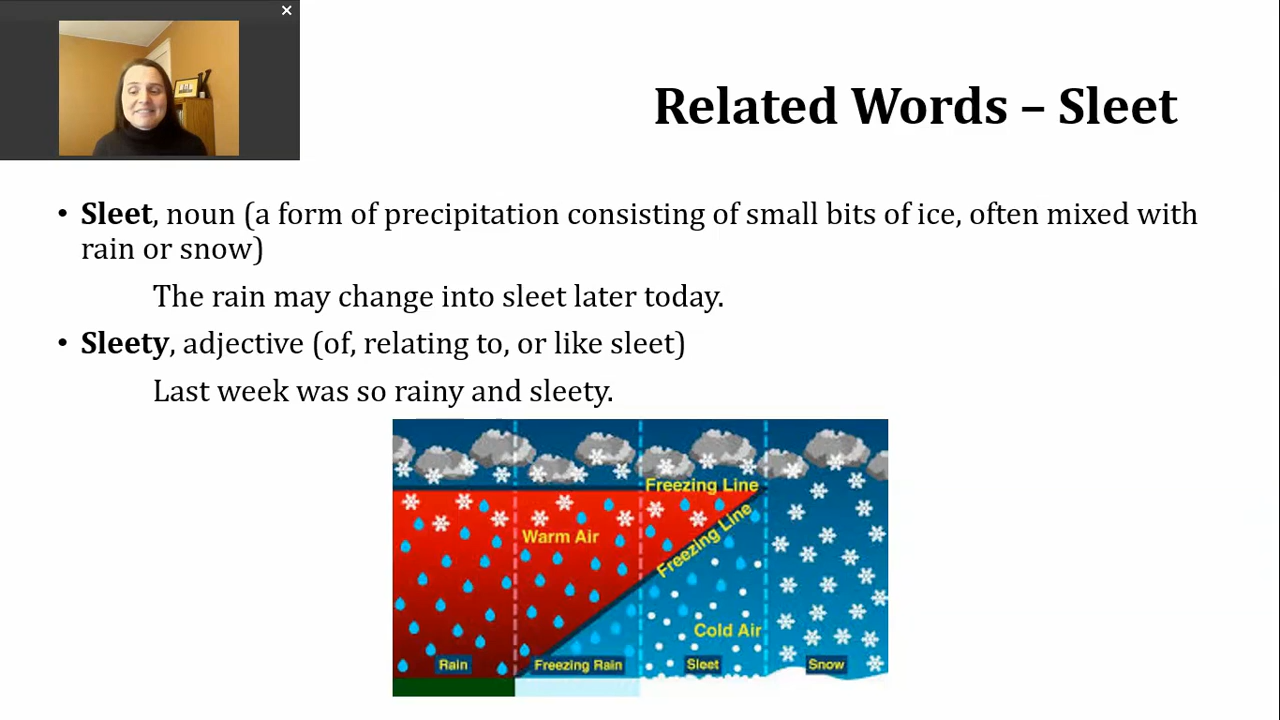 Related Words – Sleet
• Sleet, noun (a form of precipitation consisting of small bits of ice, often mixed with
rain or snow)
The rain may change into sleet later today.
• Sleety, adjective (of, relating to, or like sleet)
Last week was so rainy and sleety.
Freezing Line
Warm Air
Freezing Line
Cold Air
Rain
Freezing Rain
Sleet
Snow